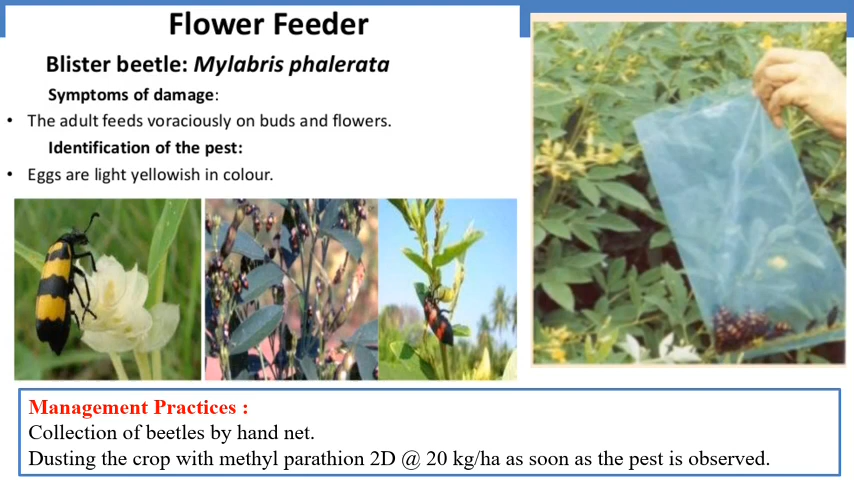 Flower Feeder
Blister beetle: Mylabris phalerata
Symptoms of damage:
• The adult feeds voraciously on buds and flowers.
Identification of the pest:
• Eggs are light yellowish in colour.
Management Practices :
Collection of beetles by hand net.
Dusting the crop with methyl parathion 2D @ 20 kg/ha as soon as the pest is observed.